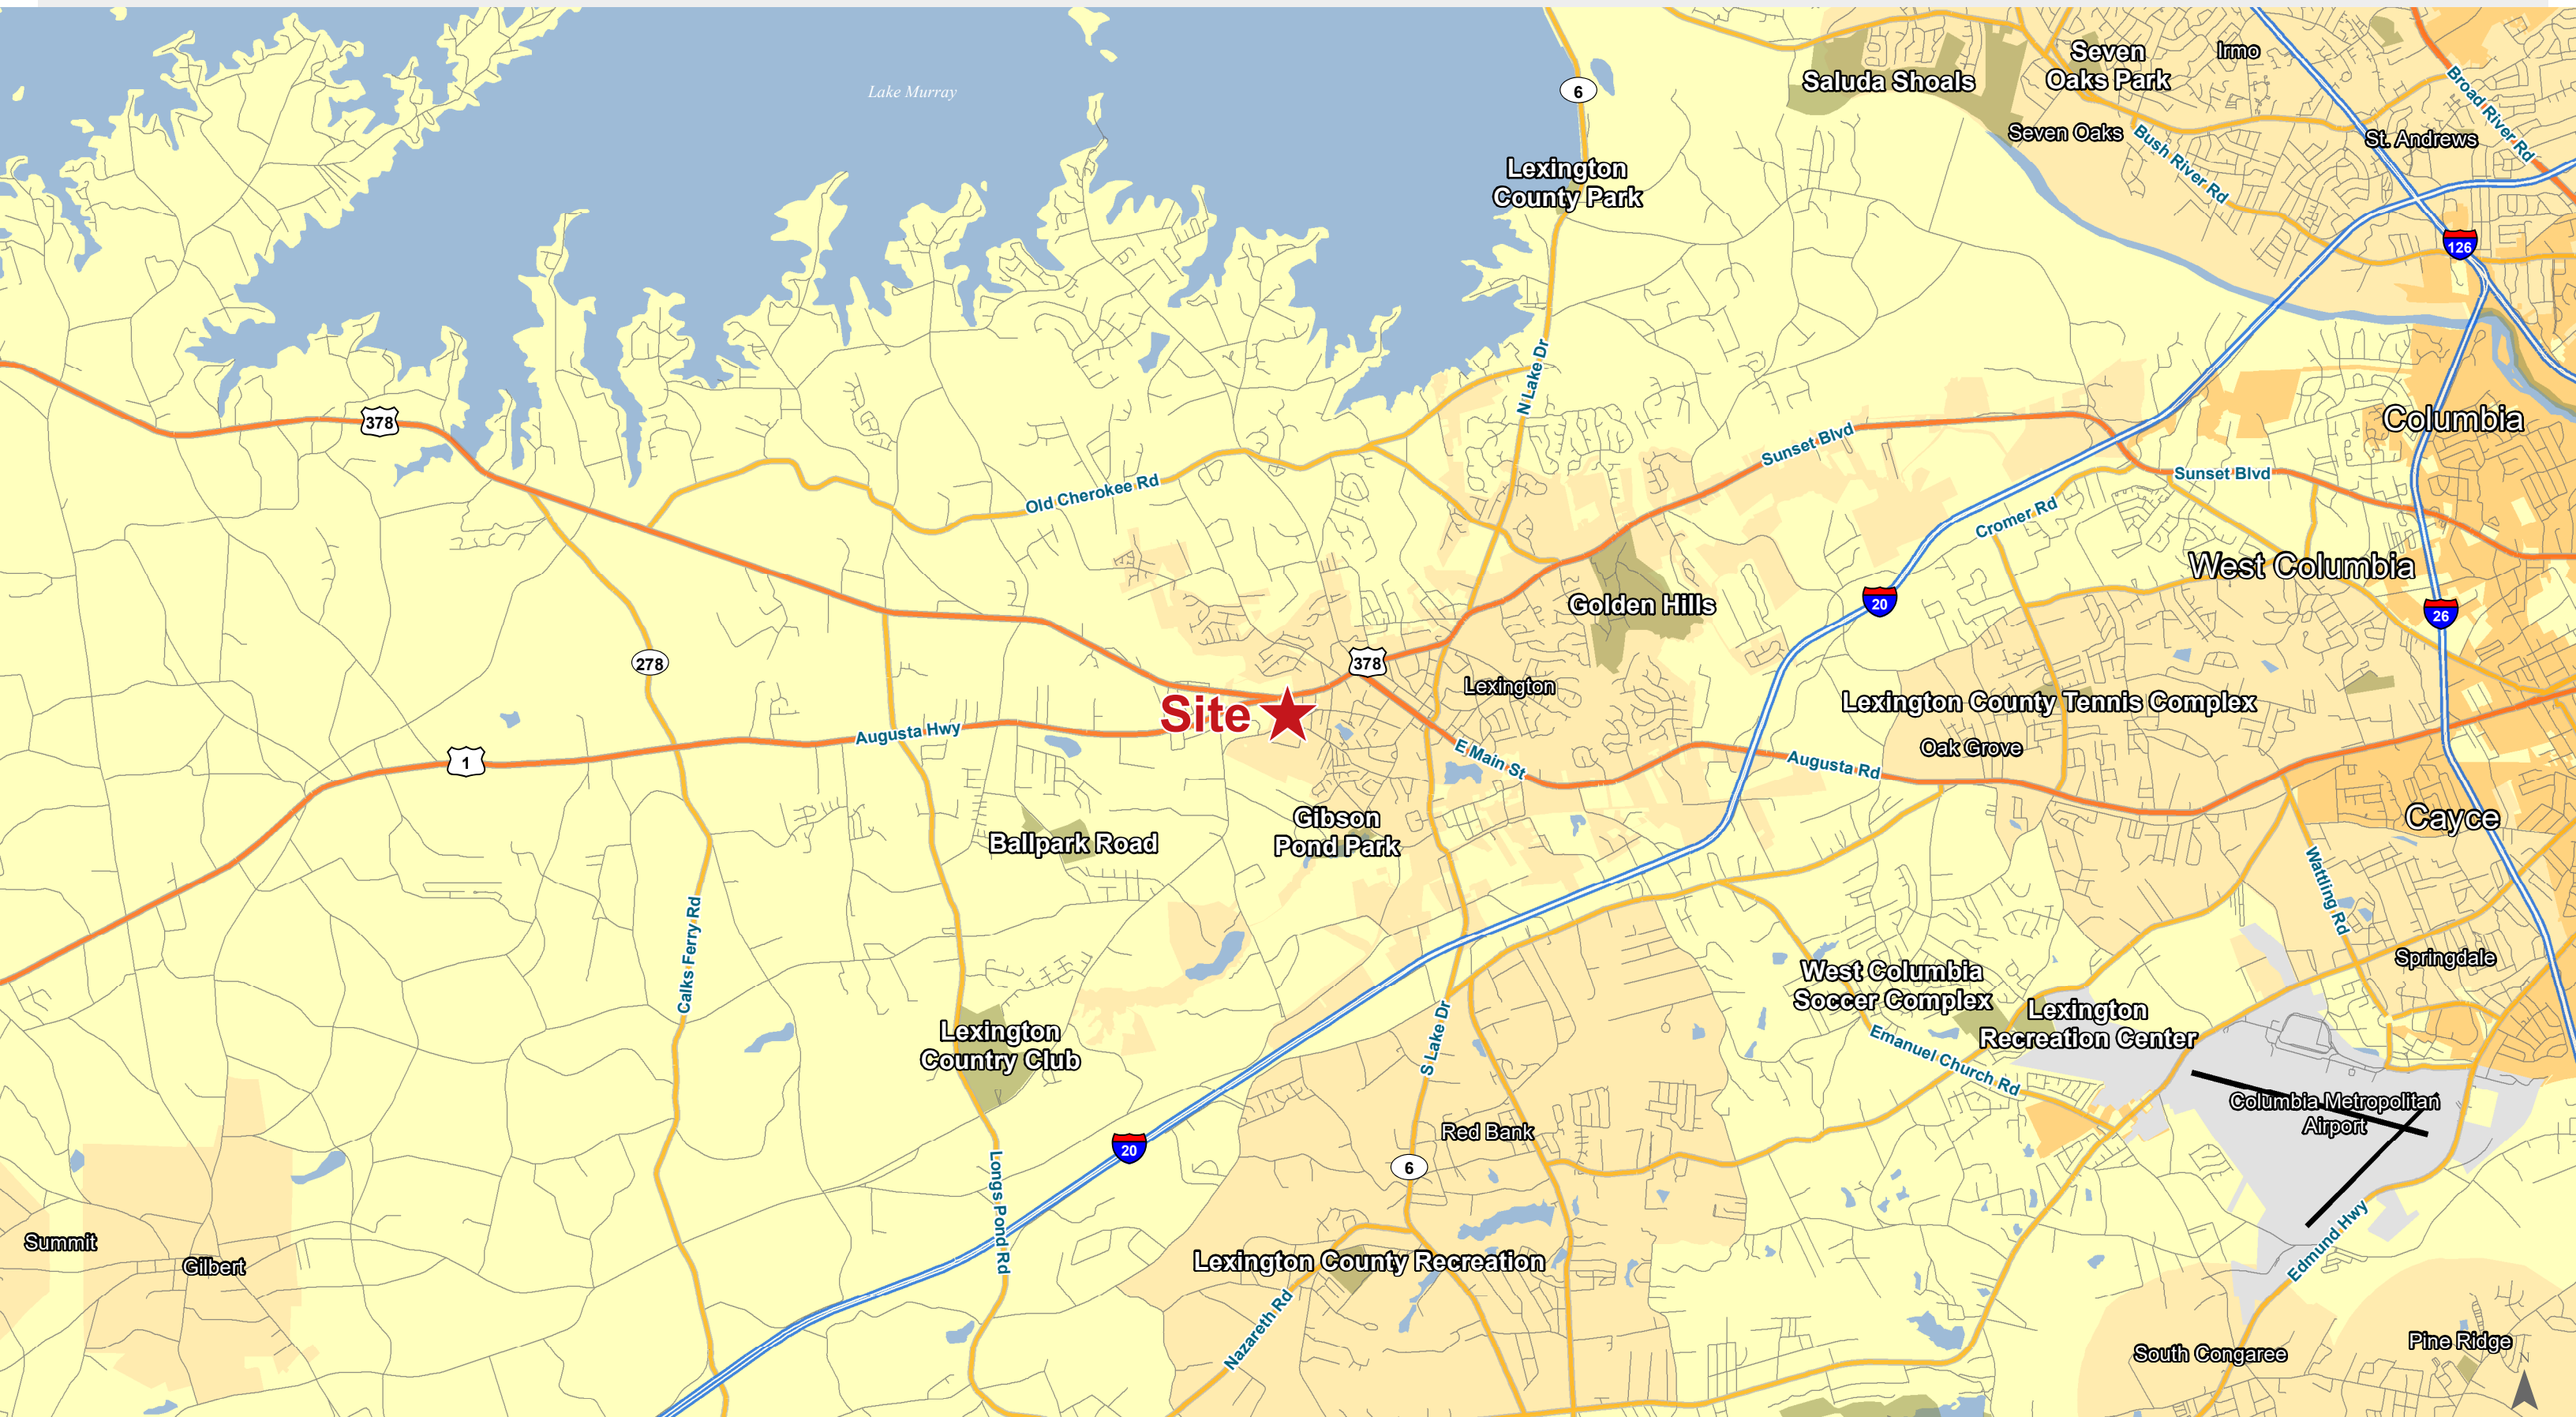 Lake Murray
6
Saluda Shoals
Seven
Oaks Park
Irmo
Seven Oaks
Bush River Rd
St. Andrews
Broad River Rd
Lexington
County Park
126
378
N Lake Dr
Old Cherokee Rd
Sunset Blvd
Sunset Blvd
Columbia
Cromer Rd
West Columbia
Golden Hills
20
26
278
378
Lexington
Site
Lexington County Tennis Complex
Augusta Hwy
1
E Main St
Augusta Rd
Oak Grove
Cayce
Ballpark Road
Gibson
Pond Park
Wattling Rd
Calks Ferry Rd
Springdale
West Columbia
Soccer Complex
Lexington
Recreation Center
Lexington
Country Club
S Lake Dr
Emanuel Church Rd
Columbia Metropolitan
Airport
20
Red Bank
6
Longs Pond Rd
Summit
Gilbert
Lexington County Recreation
Edmund Hwy
Nazareth Rd
South Congaree
Pine Ridge
N